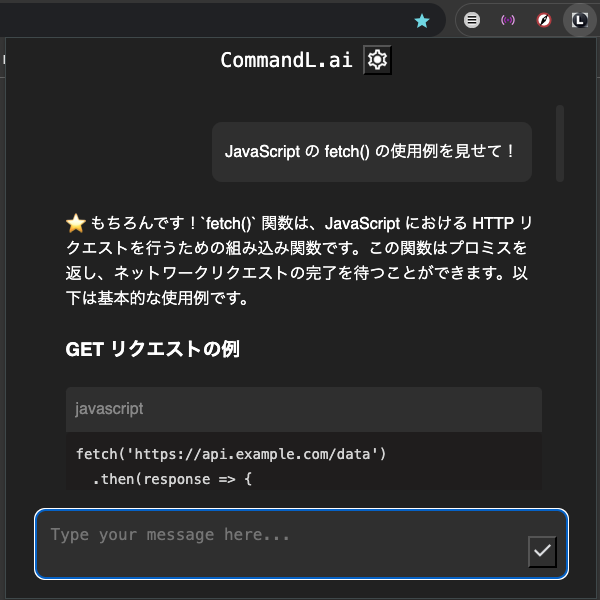 CommandL.ai
JavaScript の fetch() の使用例を見せて！
⭐ もちろんです！`fetch()` 関数は、JavaScript における HTTP リ
クエストを行うための組み込み関数です。この関数はプロミスを
返し、ネットワークリクエストの完了を待つことができます。以
下は基本的な使用例です。
GET リクエストの例
javascript
fetch('https://api.example.com/data')
.then(response => {
Type your message here...